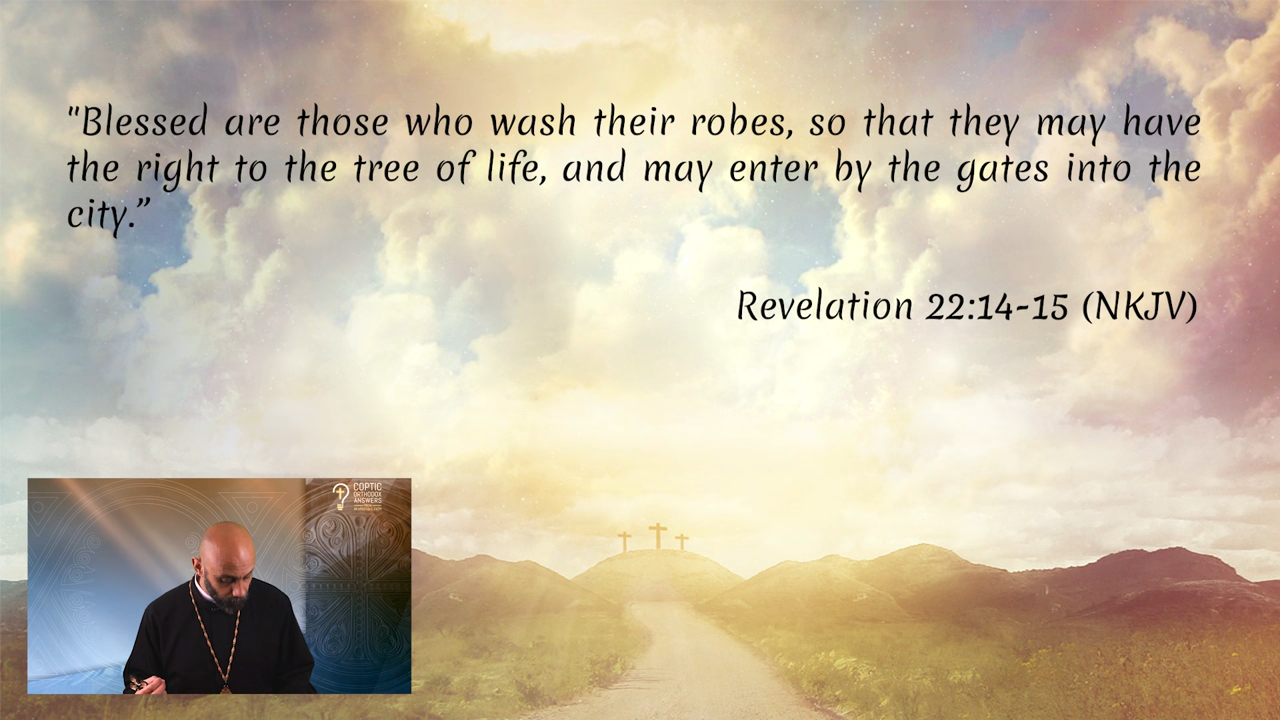 "Blessed are those who wash their robes, so that they may have
the right to the tree of life, and may enter by the gates into the
city.”
Revelation 22:14-15 (NKJV)
COPTIC
ORTHODOX
ANSWERS